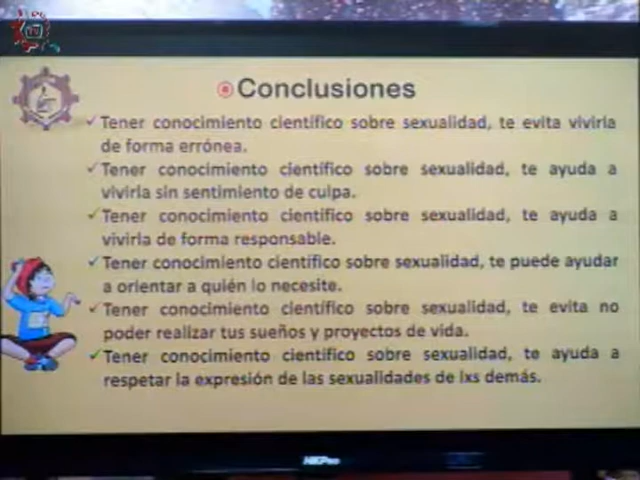 Conclusiones
Tener conocimiento científico sobre sexualidad, te evita vivirla
de forma errónea.
Tener conocimiento científico sobre sexualidad, te ayuda a
vivirla sin sentimiento de culpa.
Tener conocimiento científico sobre sexualidad, te ayuda a
vivirla de forma responsable.
Tener conocimiento científico sobre sexualidad, te puede ayudar
a orientar a quién lo necesite.
Tener conocimiento científico sobre sexualidad, te evita no
poder realizar tus sueños y proyectos de vida.
Tener conocimiento científico sobre sexualidad, te ayuda a
respetar la expresión de las sexualidades de lxs demás.